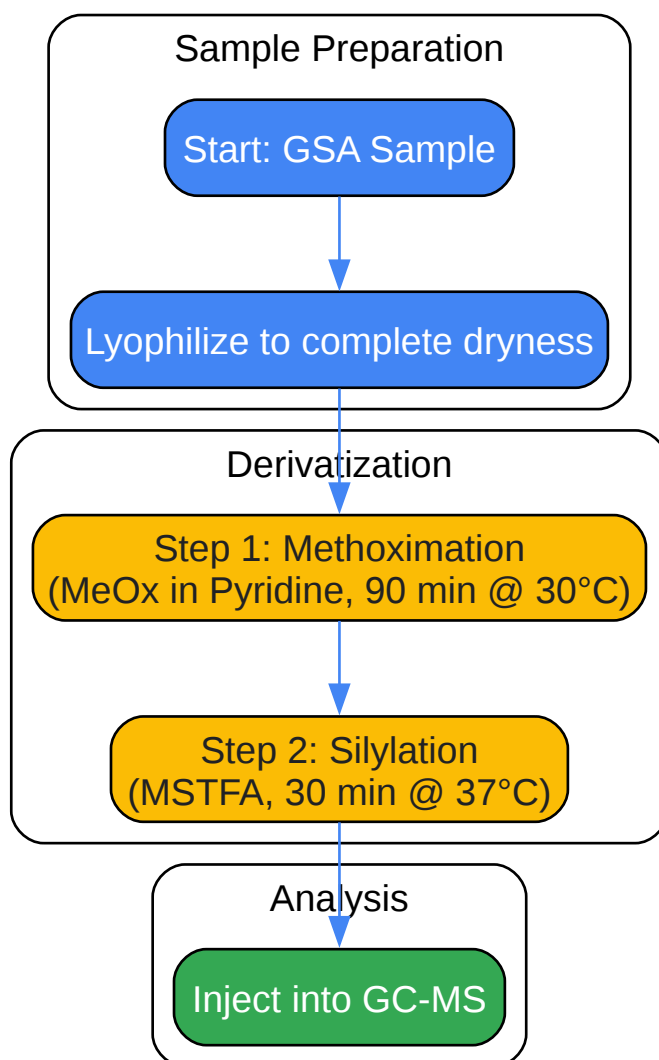 Sample Preparation
Start: GSA Sample
Lyophilize to complete dryness
Derivatization
Step 1: Methoximation
(MeOx in Pyridine, 90 min @ 30°C)
Step 2: Silylation
(MSTFA, 30 min @ 37°C)
Analysis
Inject into GC-MS